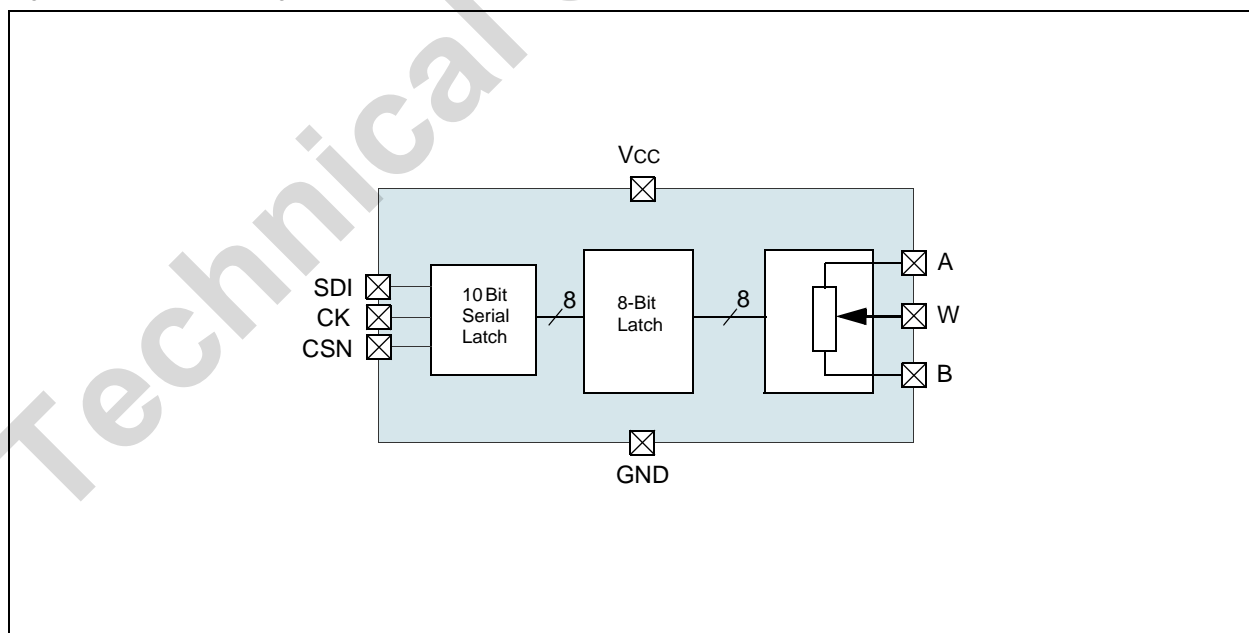 Technical
VCC
SDI
CK
CSN
10 Bit
Serial
Latch
8
8-Bit
Latch
8
A
W
B
GND